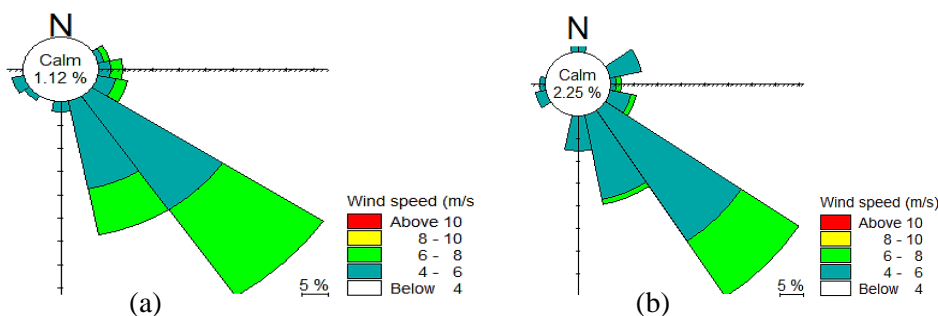 N
Calm
1.12 %
Wind speed (m/s
Above 10
8 - 10
6 - 8
4 - 6
Below 4
5 %
(a)
N
Calm
2.25 %
Wind speed (m/s)
Above 10
8 - 10
6 - 8
4 - 6
Below 4
5 %
(b)